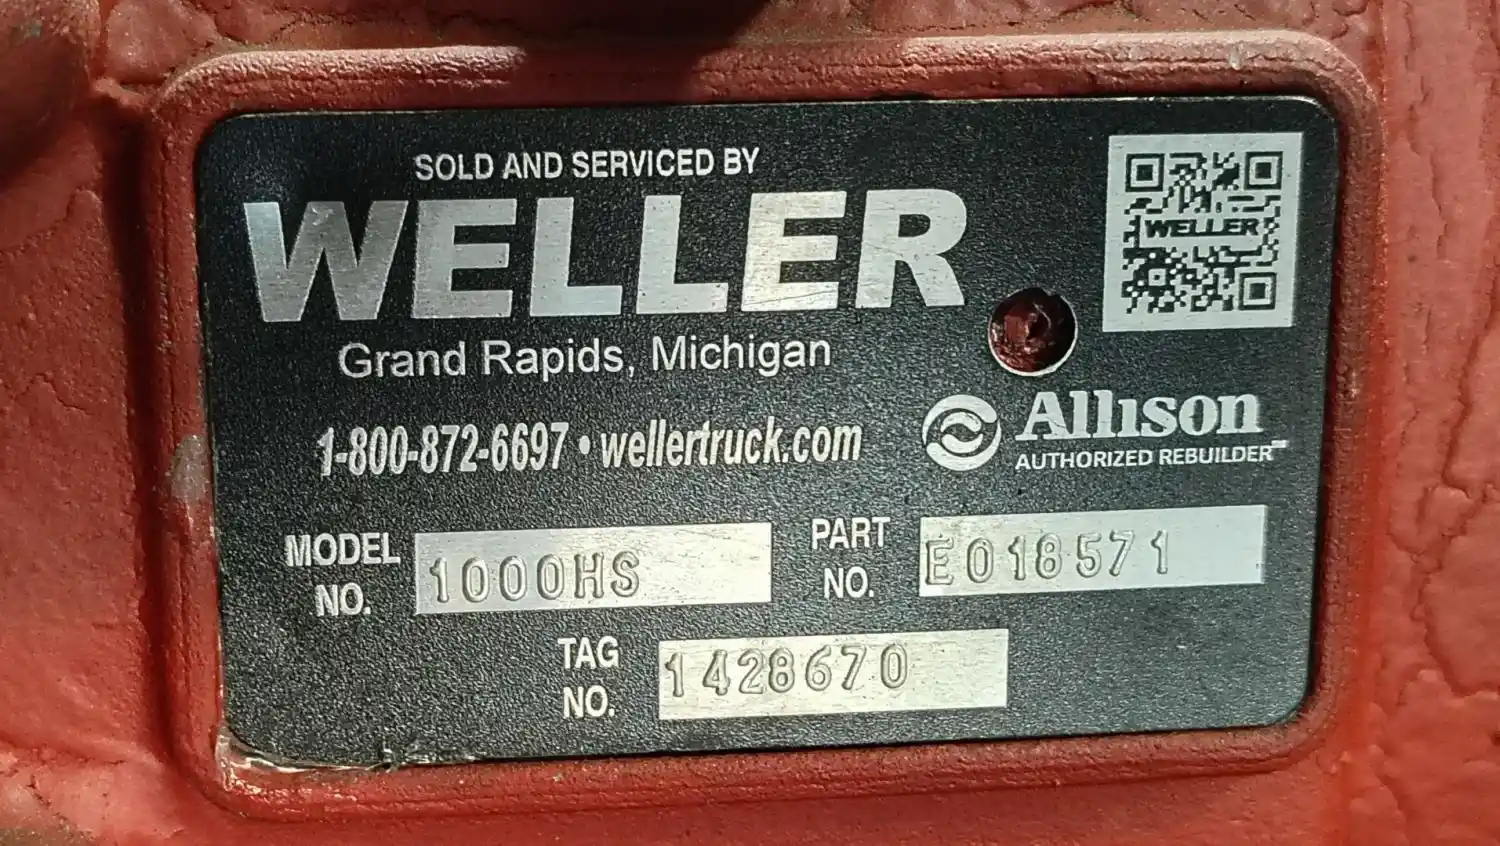 SOLD AND SERVICED BY
WELLER
WELLER
Grand Rapids, Michigan
1-800-872-6697 • wellertruck.com
Allison
AUTHORIZED REBUILDER
MODEL NO. 1000HS
PART NO. E018571
TAG NO. 1428670